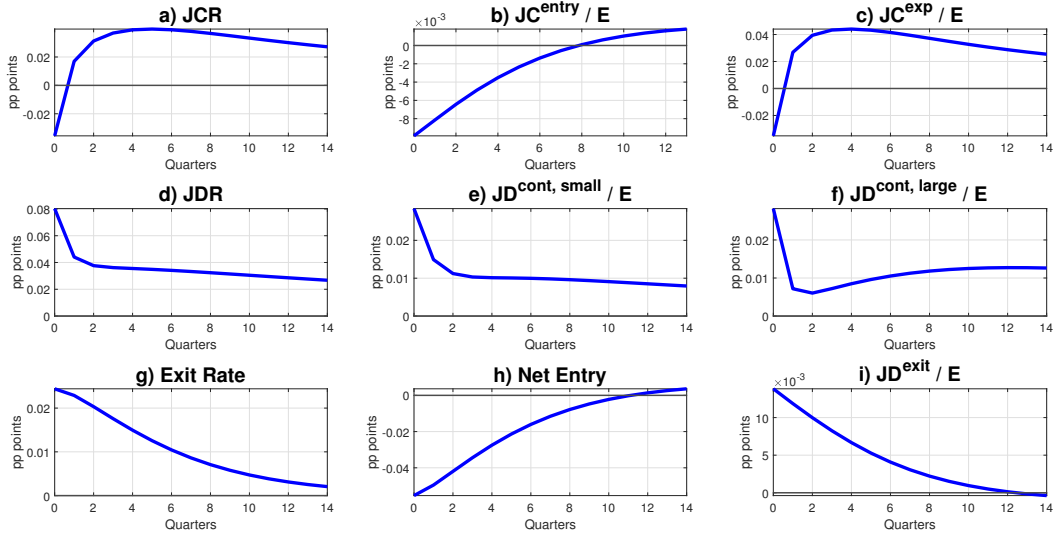 a) JCR
pp points
0.02
0
-0.02
0 2 4 6 8 10 12 14
Quarters
b) JC^entry / E
×10^-3
pp points
0
-2
-4
-6
-8
0 2 4 6 8 10 12
Quarters
c) JC^exp / E
pp points
0.04
0.02
0
-0.02
0 2 4 6 8 10 12 14
Quarters
d) JDR
pp points
0.08
0.06
0.04
0.02
0
0 2 4 6 8 10 12 14
Quarters
e) JD^cont, small / E
pp points
0.02
0.01
0
0 2 4 6 8 10 12 14
Quarters
f) JD^cont, large / E
pp points
0.02
0.01
0
0 2 4 6 8 10 12 14
Quarters
g) Exit Rate
pp points
0.02
0.01
0
0 2 4 6 8 10 12 14
Quarters
h) Net Entry
pp points
0
-0.02
-0.04
0 2 4 6 8 10 12 14
Quarters
i) JD^exit / E
×10^-3
pp points
10
5
0
0 2 4 6 8 10 12 14
Quarters